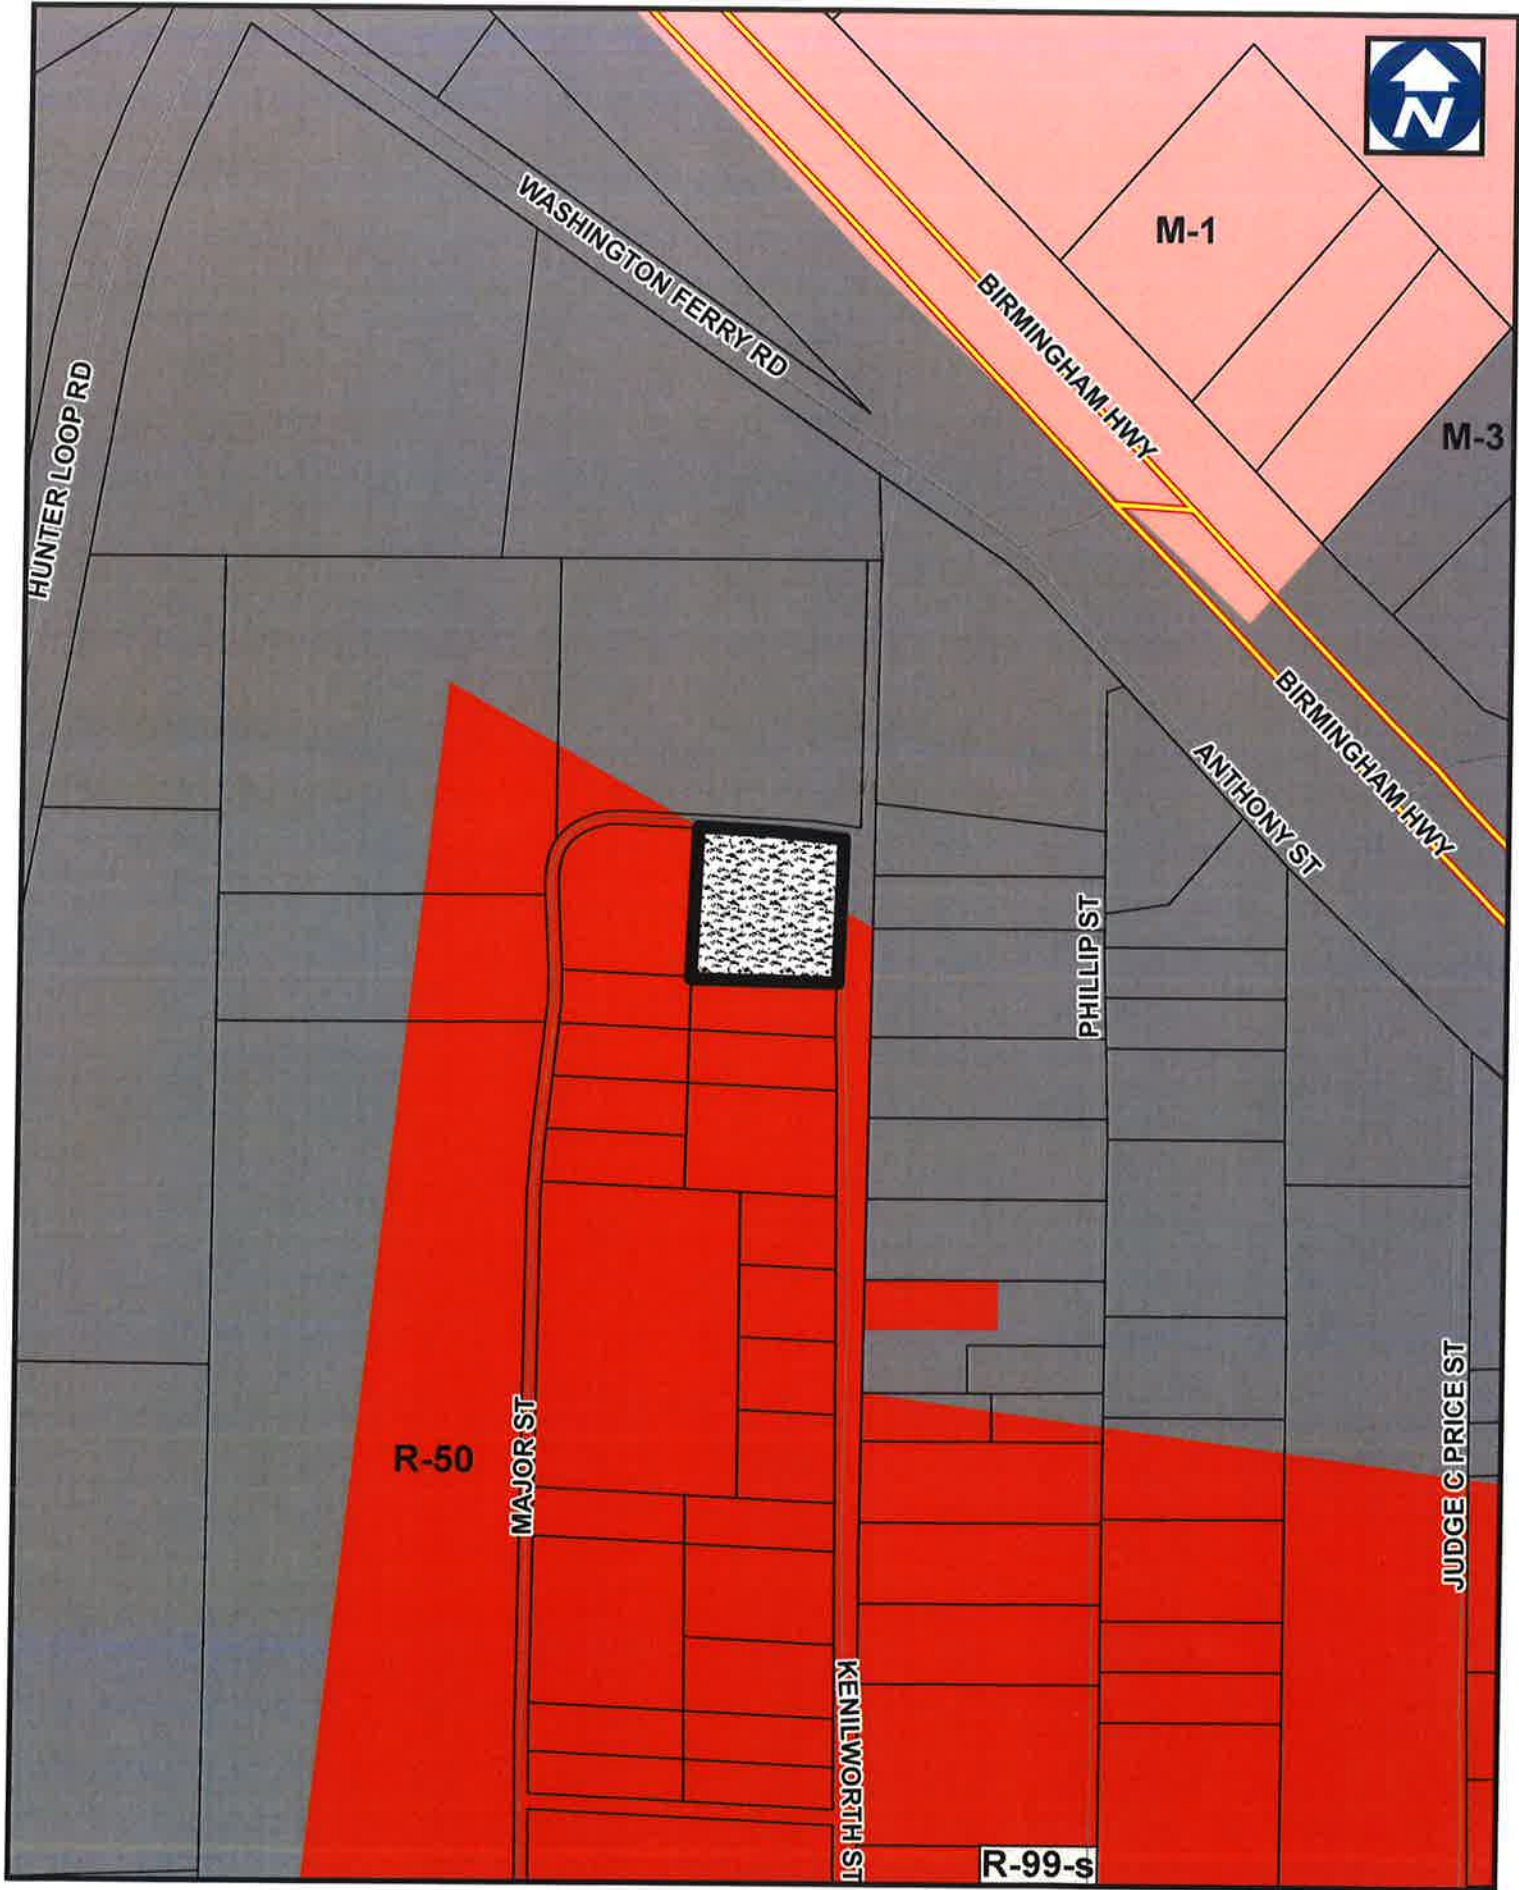 N
M-1
WASHINGTON FERRY RD
BIRMINGHAM HWY
M-3
HUNTER LOOP RD
BIRMINGHAM HWY
ANTHONY ST
PHILLIP ST
R-50
MAJOR ST
JUDGE C PRICE ST
KENILWORTH ST
R-99-s